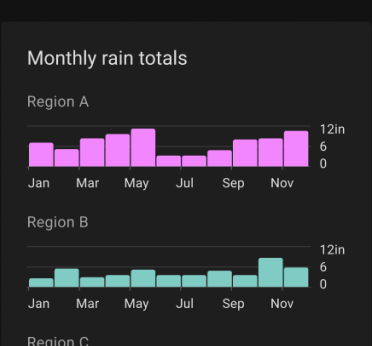 Monthly rain totals
Region A
12in
6
0
Jan Mar May Jul Sep Nov
Region B
12in
6
0
Jan Mar May Jul Sep Nov
Region C